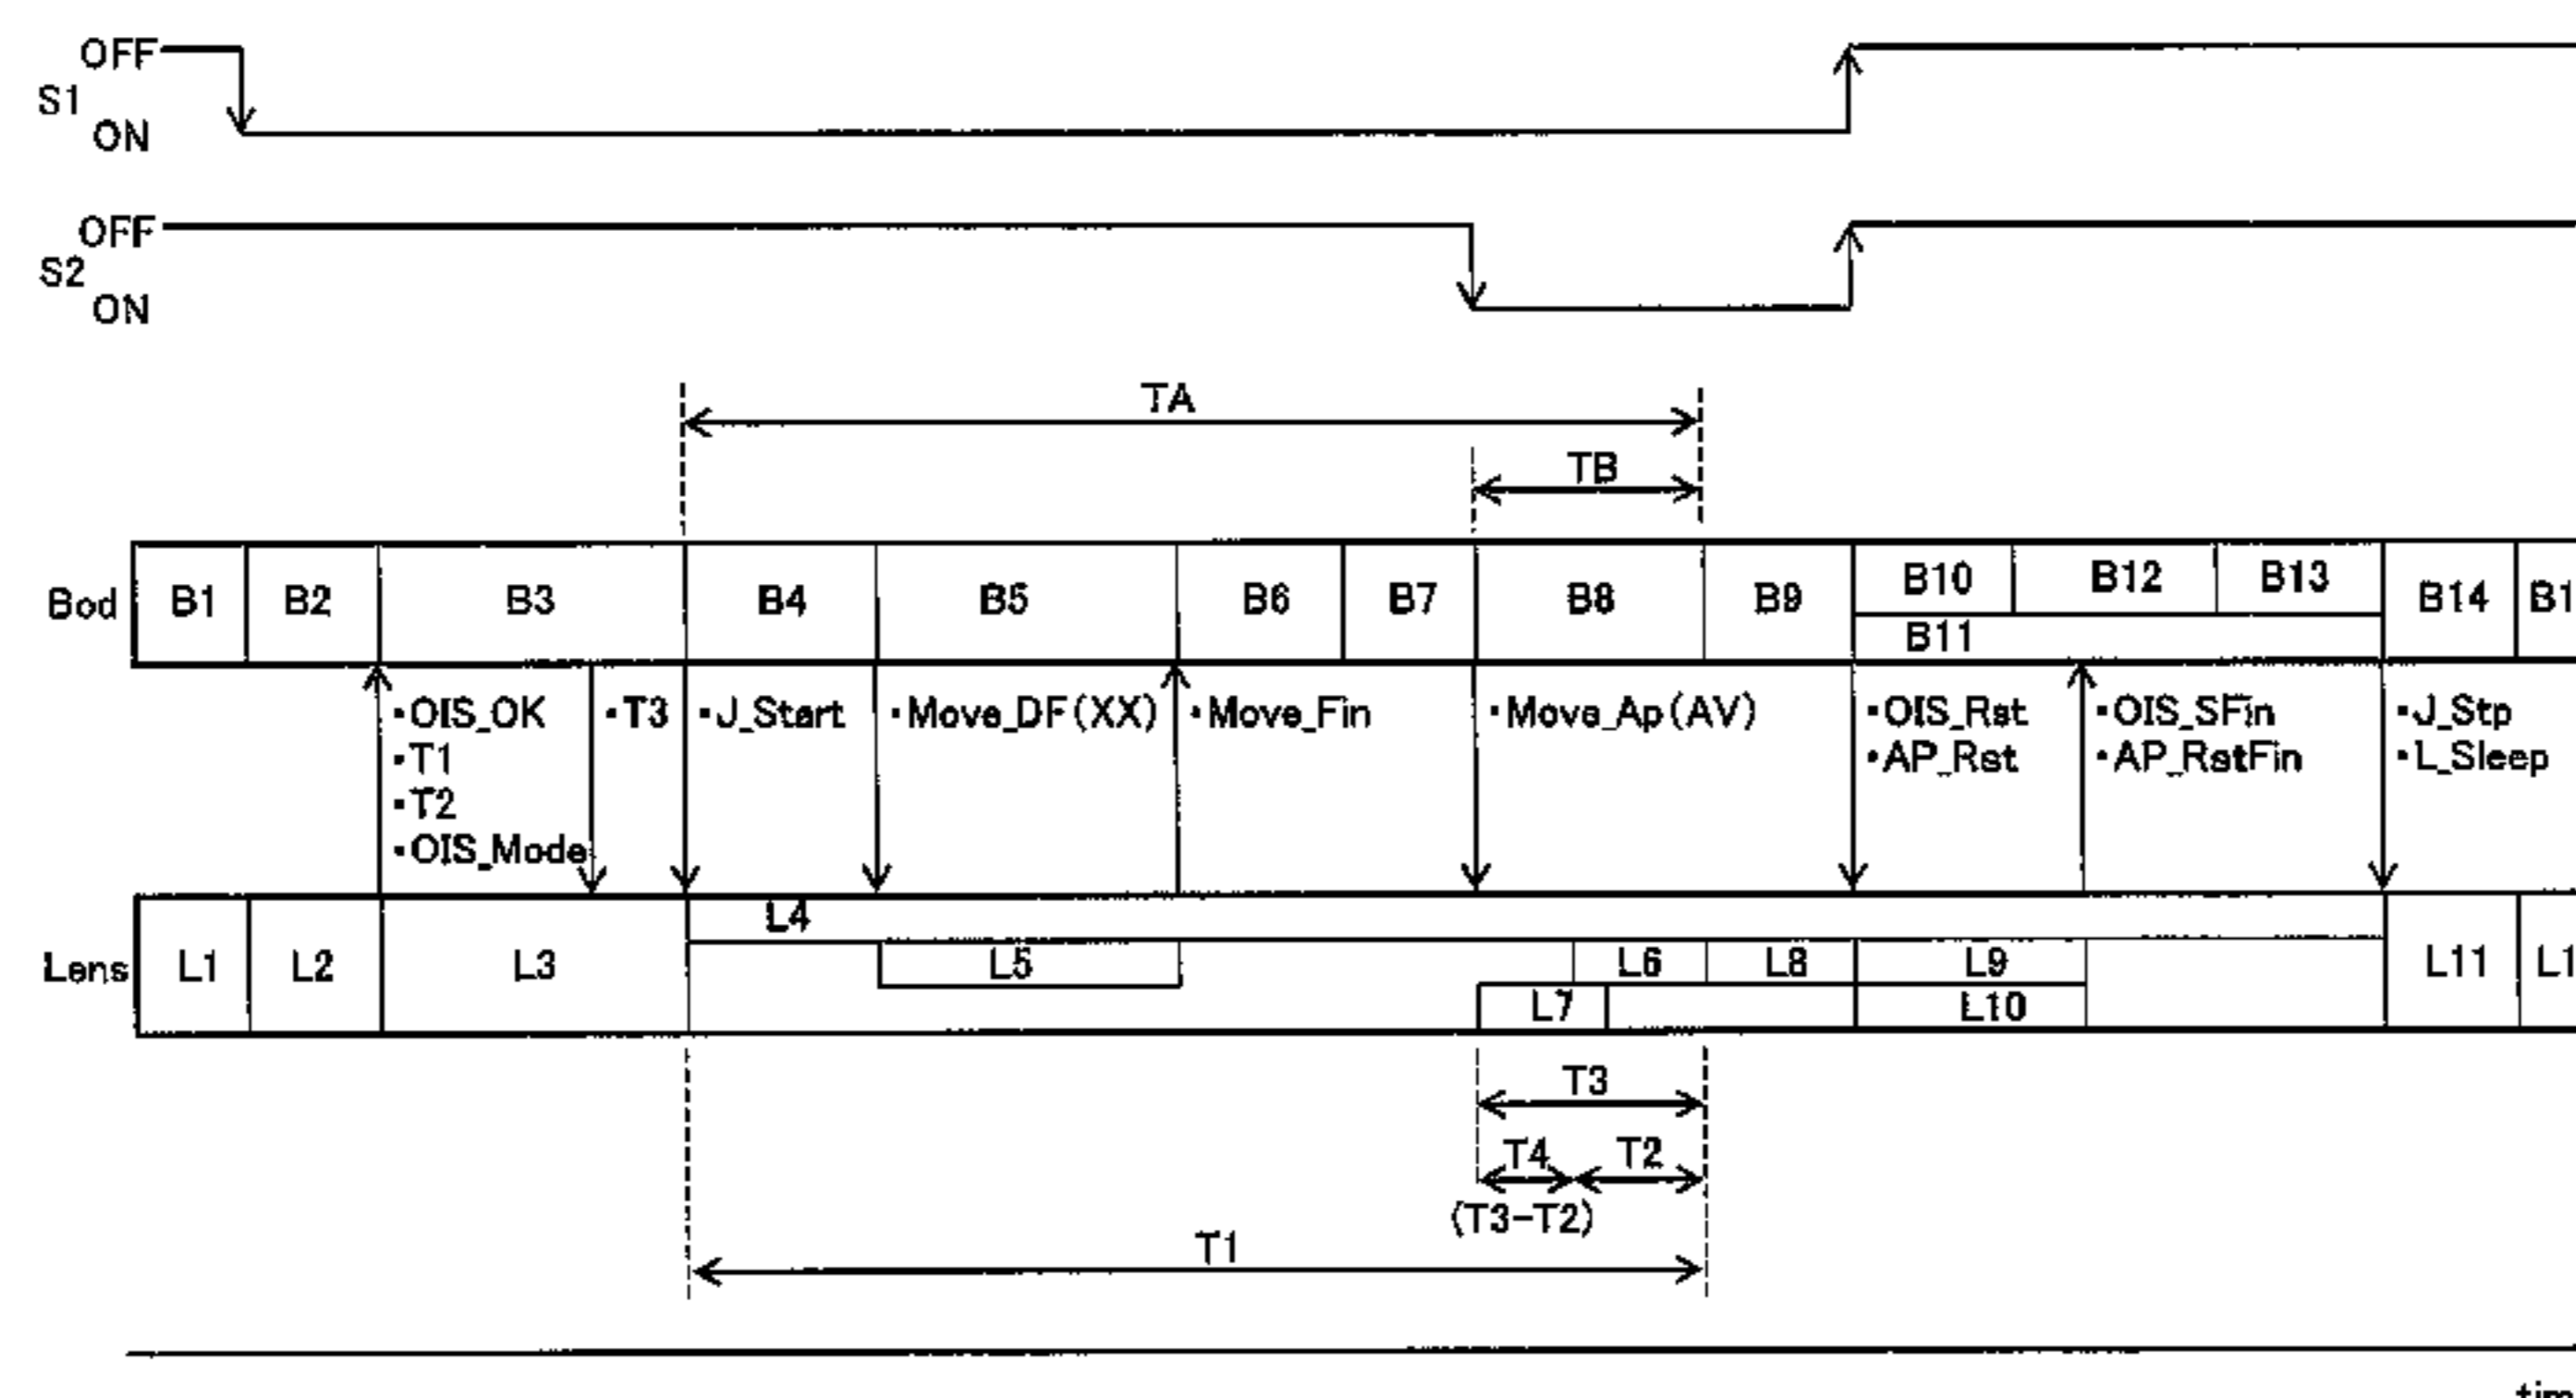 OFF
S1
ON
OFF
S2
ON
TA
TB
Bod B1 B2 B3 B4 B5 B6 B7 B8 B9 B10 B12 B13 B14 B1
B11
・OIS_OK ・T3 ・J_Start ・Move_DF(XX) ・Move_Fin ・Move_Ap(AV) ・OIS_Rst ・OIS_SFin ・J_Stp
・T1 ・AP_Rst ・AP_RstFin ・L_Sleep
・T2
・OIS_Mode
L4
Lens L1 L2 L3 L5 L6 L8 L9 L11 L1
L7 L10
T3
T4 T2
(T3-T2)
T1
tim